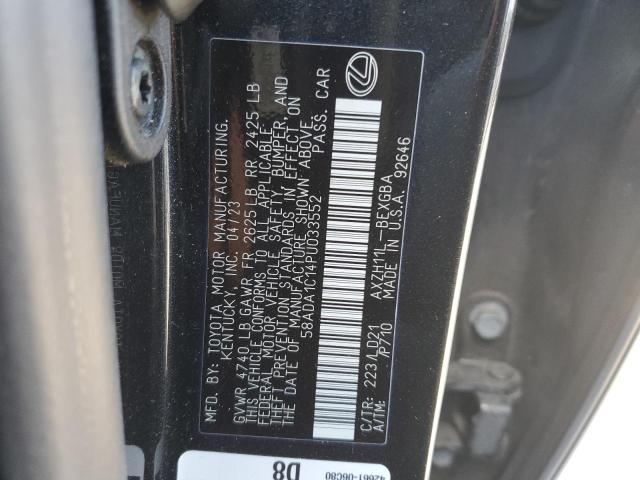 MFD. BY: TOYOTA MOTOR MANUFACTURING,
KENTUCKY, INC. 04/23
GVWR 4740 LB GAWR FR 2625 LB RR 2425 LB
THIS VEHICLE CONFORMS TO ALL APPLICABLE
FEDERAL MOTOR VEHICLE SAFETY, BUMPER, AND
THEFT PREVENTION STANDARDS IN EFFECT ON
THE DATE OF MANUFACTURE SHOWN ABOVE.
58ADA1C14PU033552 PASS. CAR
C/TR: 223/LD21 AXZH11L-BEXGBA
A/TM: /P710 MADE IN U.S.A. 92646
42661-06C80
D8